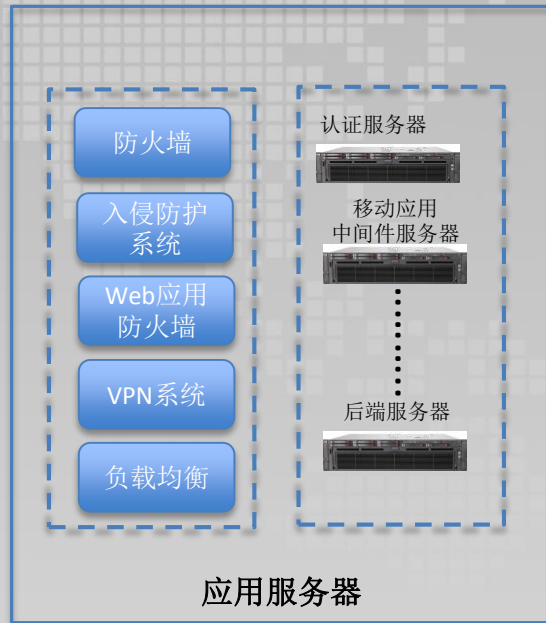 防火墙
入侵防护
系统
Web应用
防火墙
VPN系统
负载均衡
认证服务器
移动应用
中间件服务器
后端服务器
应用服务器